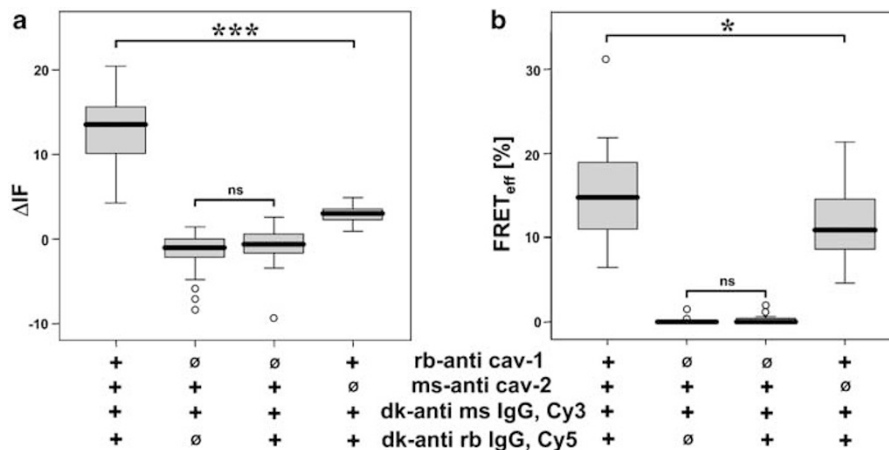 a
***
20
10
0
-10
ΔIF
ns
b
*
30
20
10
0
FRETeff [%]
ns
+ ø ø + rb-anti cav-1 + ø ø +
+ + + ø ms-anti cav-2 + + + ø
+ + + + dk-anti ms IgG, Cy3 + + + +
+ ø + + dk-anti rb IgG, Cy5 + ø + +